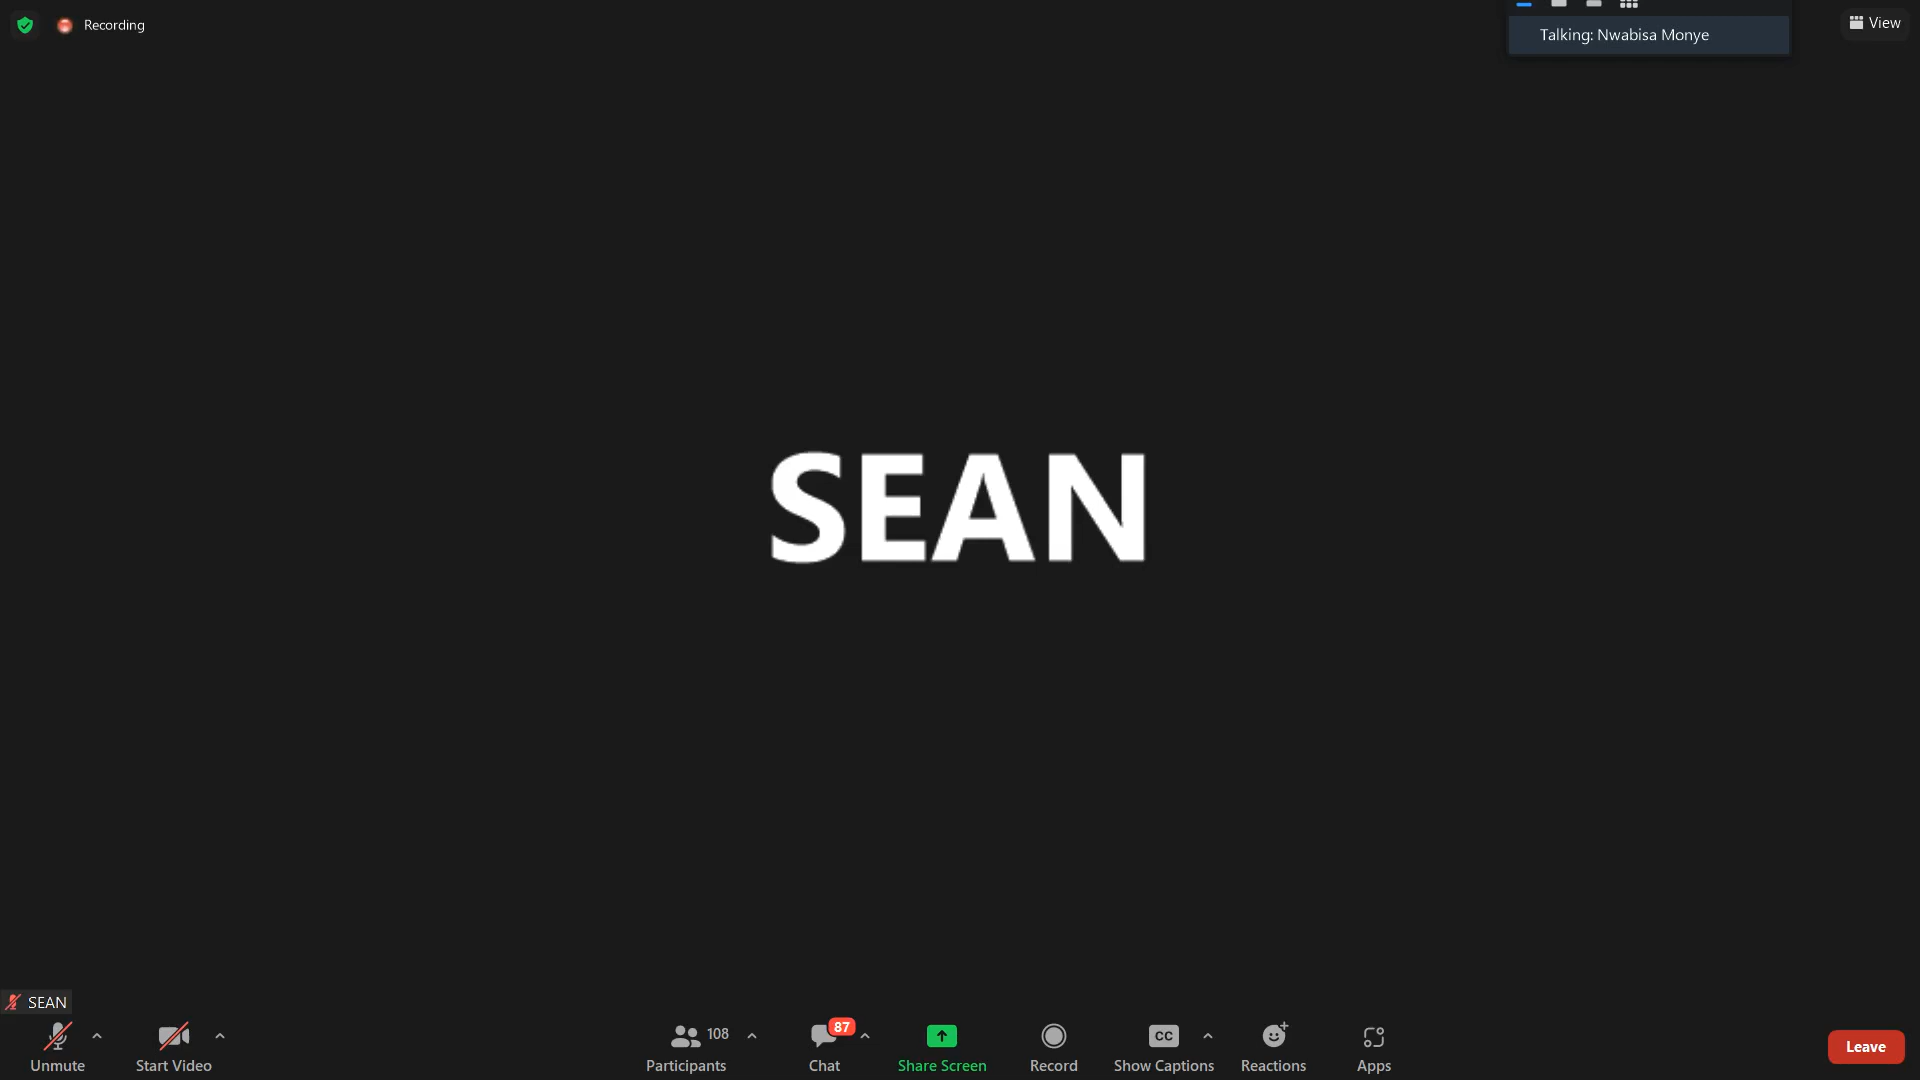 Recording
Talking: Nwabisa Monye
View
SEAN
SEAN
Unmute
Start Video
108
Participants
87
Chat
Share Screen
Record
CC
Show Captions
Reactions
Apps
Leave